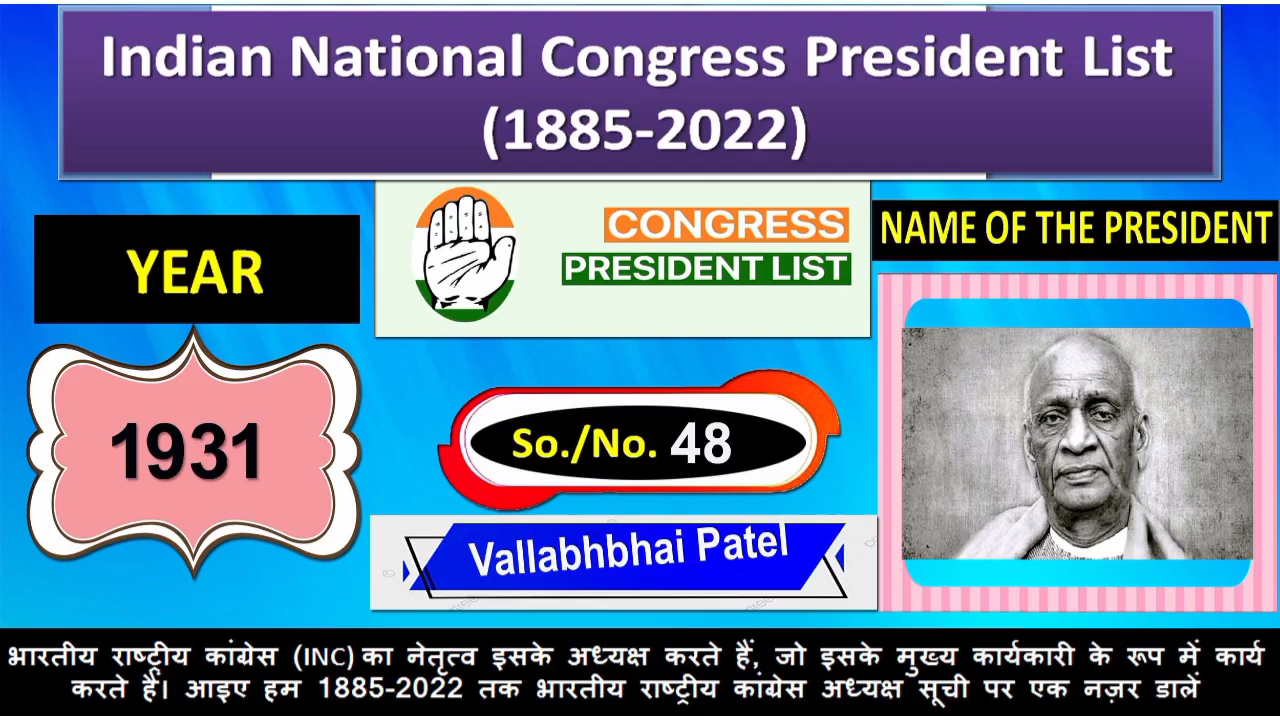 Indian National Congress President List
(1885-2022)
YEAR
CONGRESS
PRESIDENT LIST
NAME OF THE PRESIDENT
1931
So./No. 48
Vallabhbhai Patel
भारतीय राष्ट्रीय कांग्रेस (INC) का नेतृत्व इसके अध्यक्ष करते हैं, जो इसके मुख्य कार्यकारी के रूप में कार्य
करते हैं। आइए हम 1885-2022 तक भारतीय राष्ट्रीय कांग्रेस अध्यक्ष सूची पर एक नज़र डालें